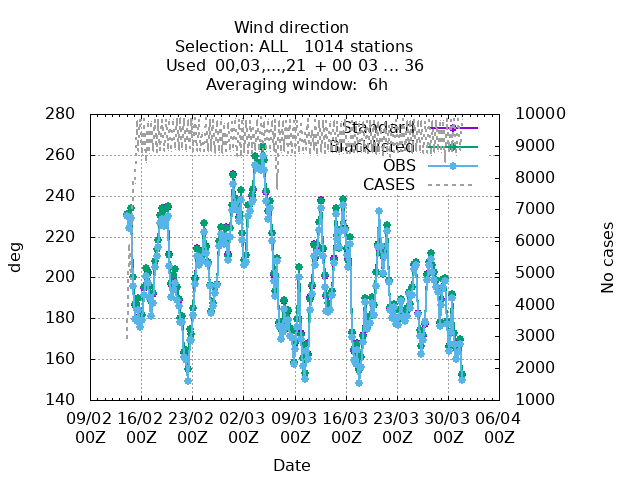 Wind direction
Selection: ALL   1014 stations
Used  00,03,...,21  + 00 03 ... 36
Averaging window:  6h
280
260
240
220
200
180
160
140
deg
10000
9000
8000
7000
6000
5000
4000
3000
2000
1000
No cases
Standard
Blacklisted
OBS
CASES
09/02 16/02 23/02 02/03 09/03 16/03 23/03 30/03 06/04
00Z 00Z 00Z 00Z 00Z 00Z 00Z 00Z 00Z
Date